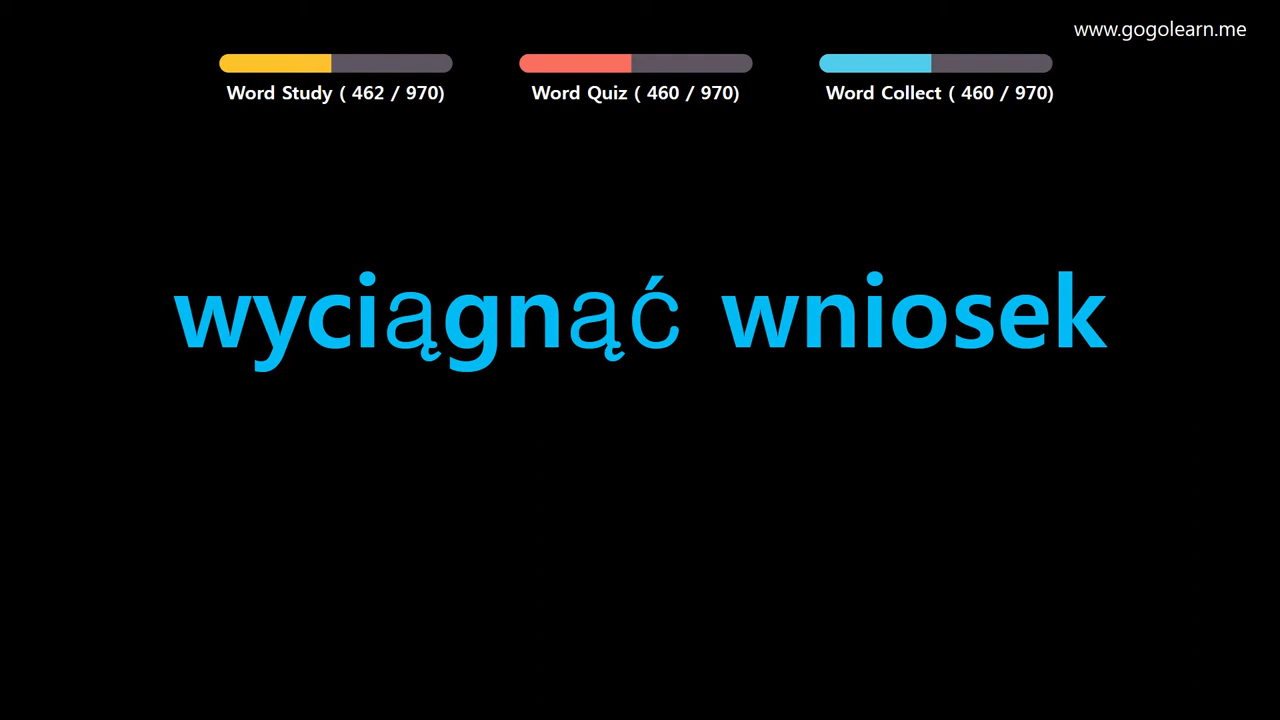 www.gogolearn.me
Word Study ( 462 / 970)
Word Quiz ( 460 / 970)
Word Collect ( 460 / 970)
wyciągnąć wniosek